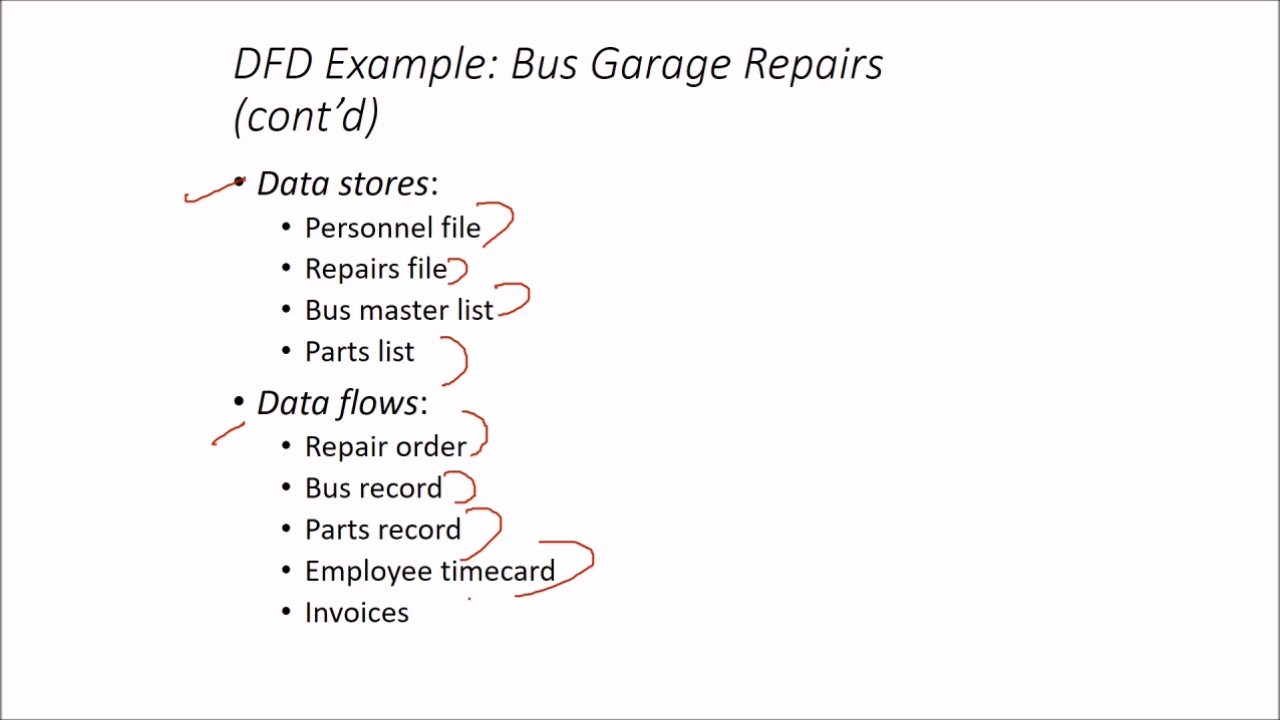 DFD Example: Bus Garage Repairs
(cont’d)
• Data stores:
• Personnel file
• Repairs file
• Bus master list
• Parts list
• Data flows:
• Repair order
• Bus record
• Parts record
• Employee timecard
• Invoices